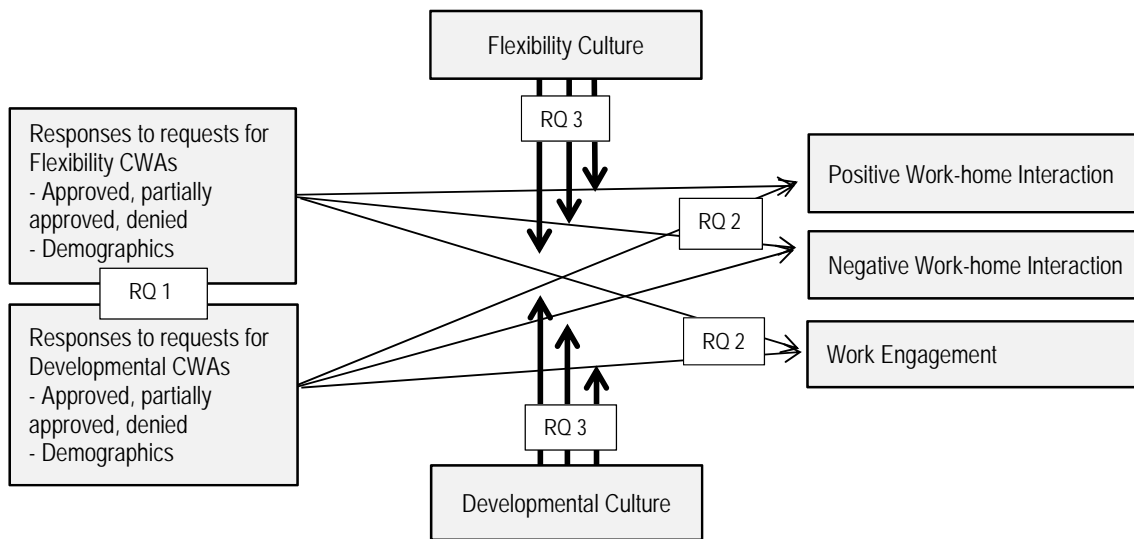 Flexibility Culture
RQ 3
Responses to requests for
Flexibility CWAs
- Approved, partially
approved, denied
- Demographics
Positive Work-home Interaction
RQ 2
Negative Work-home Interaction
RQ 1
Responses to requests for
Developmental CWAs
- Approved, partially
approved, denied
- Demographics
RQ 2
Work Engagement
RQ 3
Developmental Culture